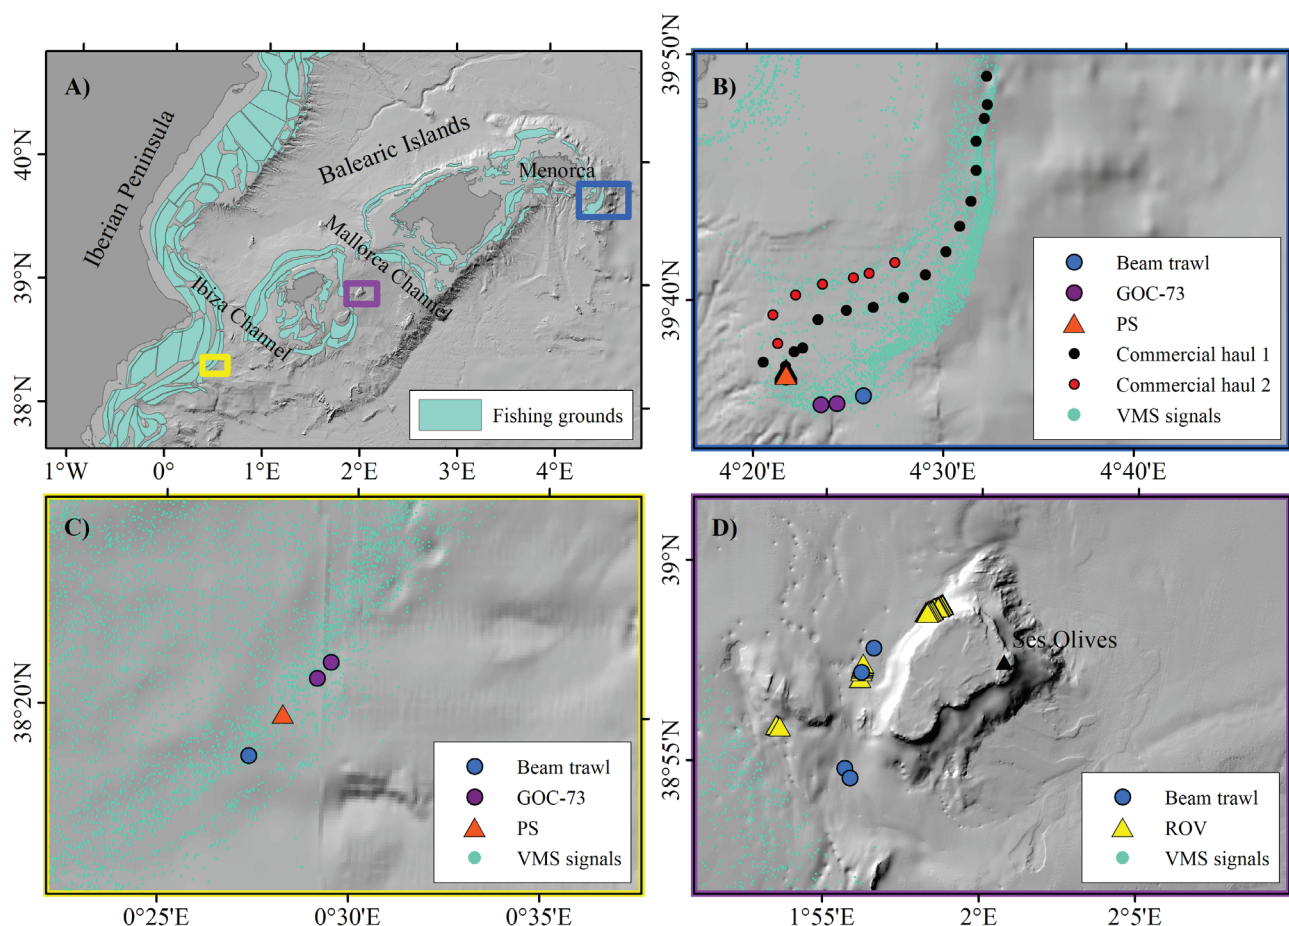 A)
Iberian Peninsula
Balearic Islands
Menorca
Mallorca Channel
Ibiza Channel
Fishing grounds
40°N
39°N
38°N
1°W
0°
1°E
2°E
3°E
4°E
B)
39°50'N
39°40'N
Beam trawl
GOC-73
PS
Commercial haul 1
Commercial haul 2
VMS signals
4°20'E
4°30'E
4°40'E
C)
38°20'N
Beam trawl
GOC-73
PS
VMS signals
0°25'E
0°30'E
0°35'E
D)
39°N
38°55'N
Ses Olives
Beam trawl
ROV
VMS signals
1°55'E
2°E
2°5'E